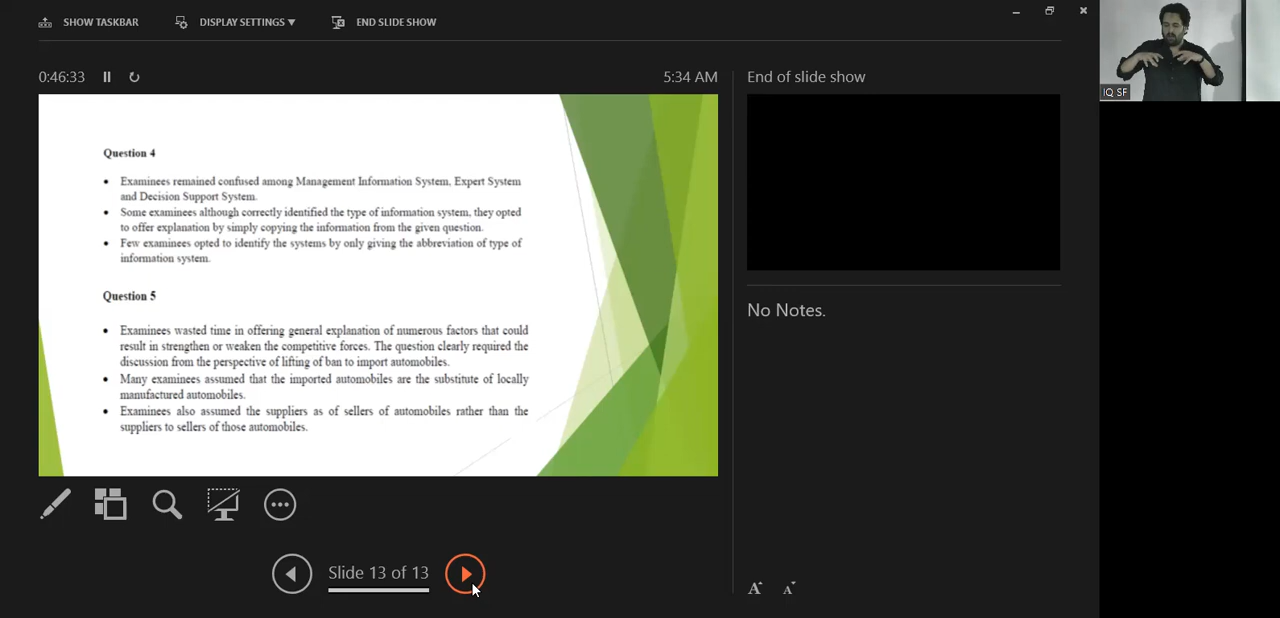 SHOW TASKBAR
DISPLAY SETTINGS ▼
END SLIDE SHOW
0:46:33
5:34 AM
End of slide show
IQ SF
Question 4
• Examinees remained confused among Management Information System, Expert System
and Decision Support System.
• Some examinees although correctly identified the type of information system, they opted
to offer explanation by simply copying the information from the given question.
• Few examinees opted to identify the systems by only giving the abbreviation of type of
information system.
Question 5
• Examinees wasted time in offering general explanation of numerous factors that could
result in strengthen or weaken the competitive forces. The question clearly required the
discussion from the perspective of lifting of ban to import automobiles.
• Many examinees assumed that the imported automobiles are the substitute of locally
manufactured automobiles.
• Examinees also assumed the suppliers as of sellers of automobiles rather than the
suppliers to sellers of those automobiles.
No Notes.
Slide 13 of 13
A A